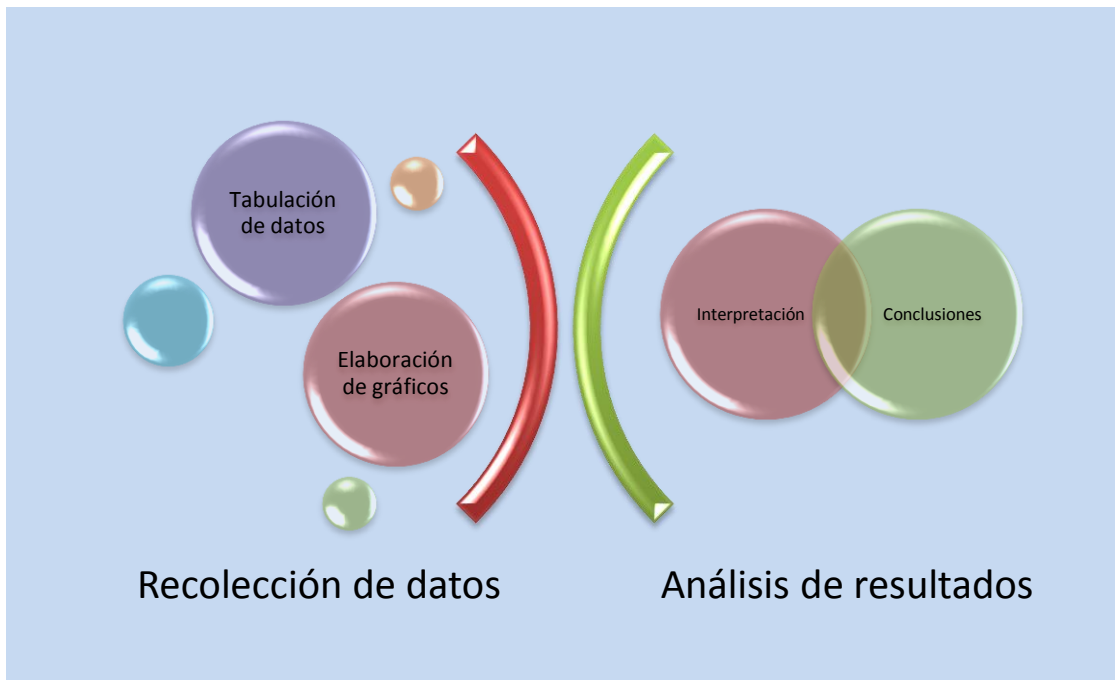 Tabulación
de datos
Elaboración
de gráficos
Recolección de datos
Interpretación
Conclusiones
Análisis de resultados